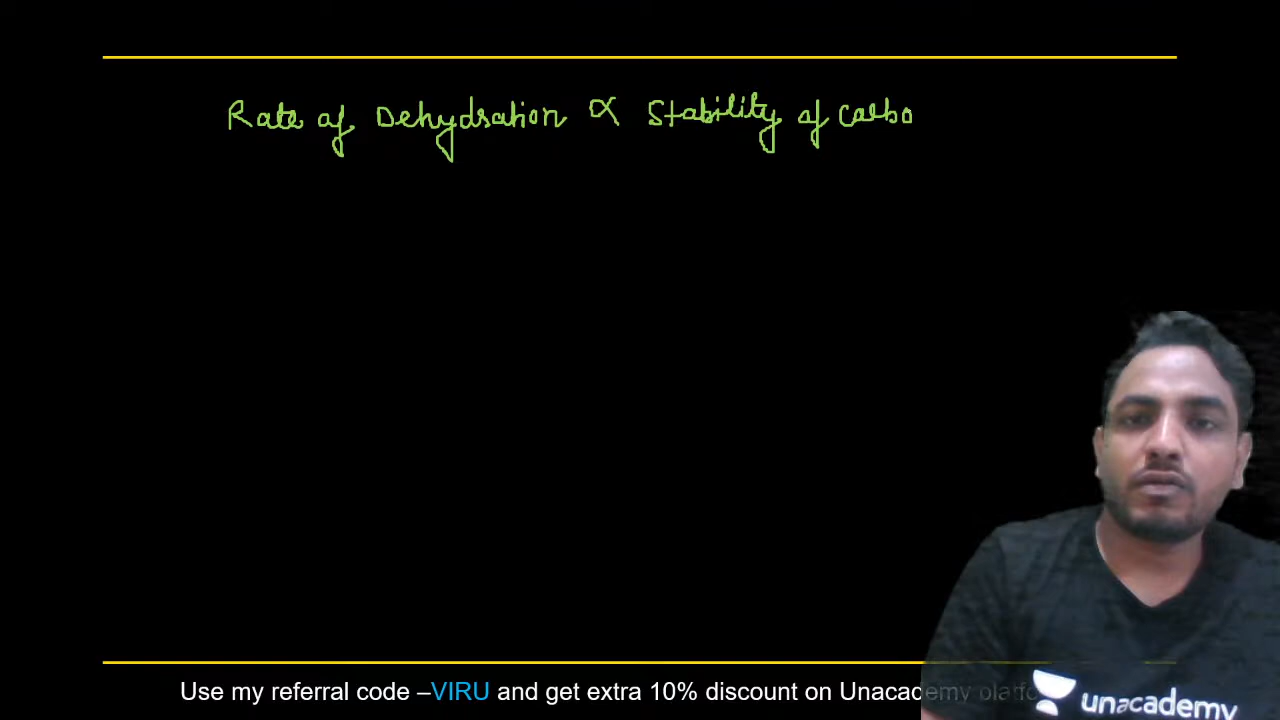 Rate of Dehydration ∝ Stability of Carbo
Use my referral code –VIRU and get extra 10% discount on Unacademy platfo
unacademy